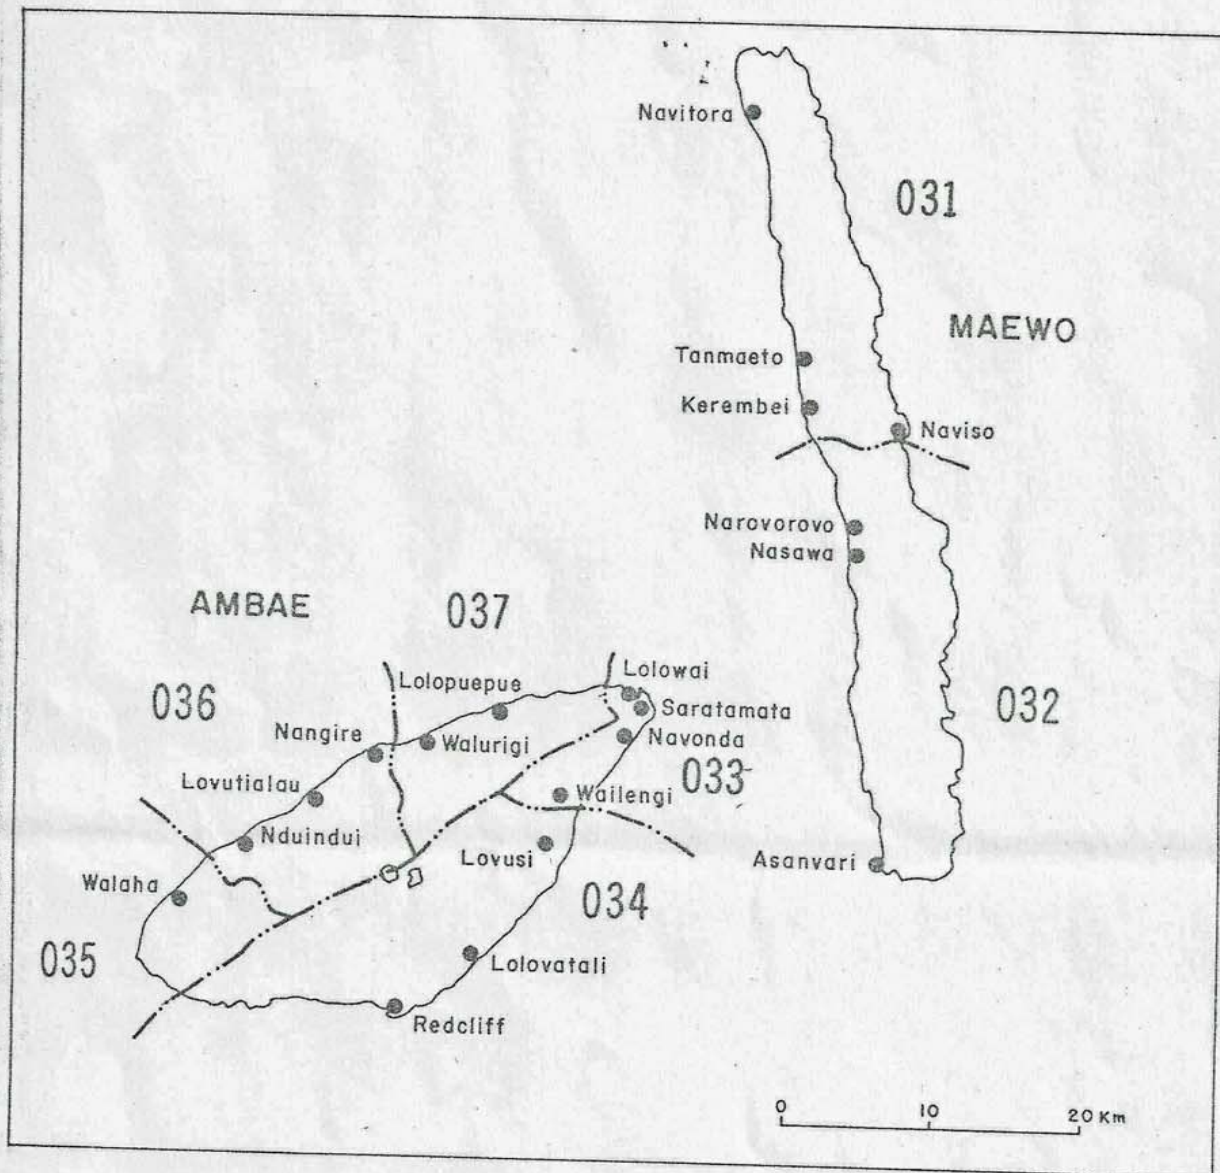 Navitora
031
MAEWO
Tanmaeto
Kerembei
Naviso
Narovorovo
Nasawa
AMBAE
037
Lolowai
Lolopuepue
036
Saratamata
032
Nangire
Walurigi
Navonda
033
Lovutialau
Wailengi
Nduindui
Lovusi
Asanvari
Walaha
034
035
Lolovatali
Redcliff
0 10 20 Km